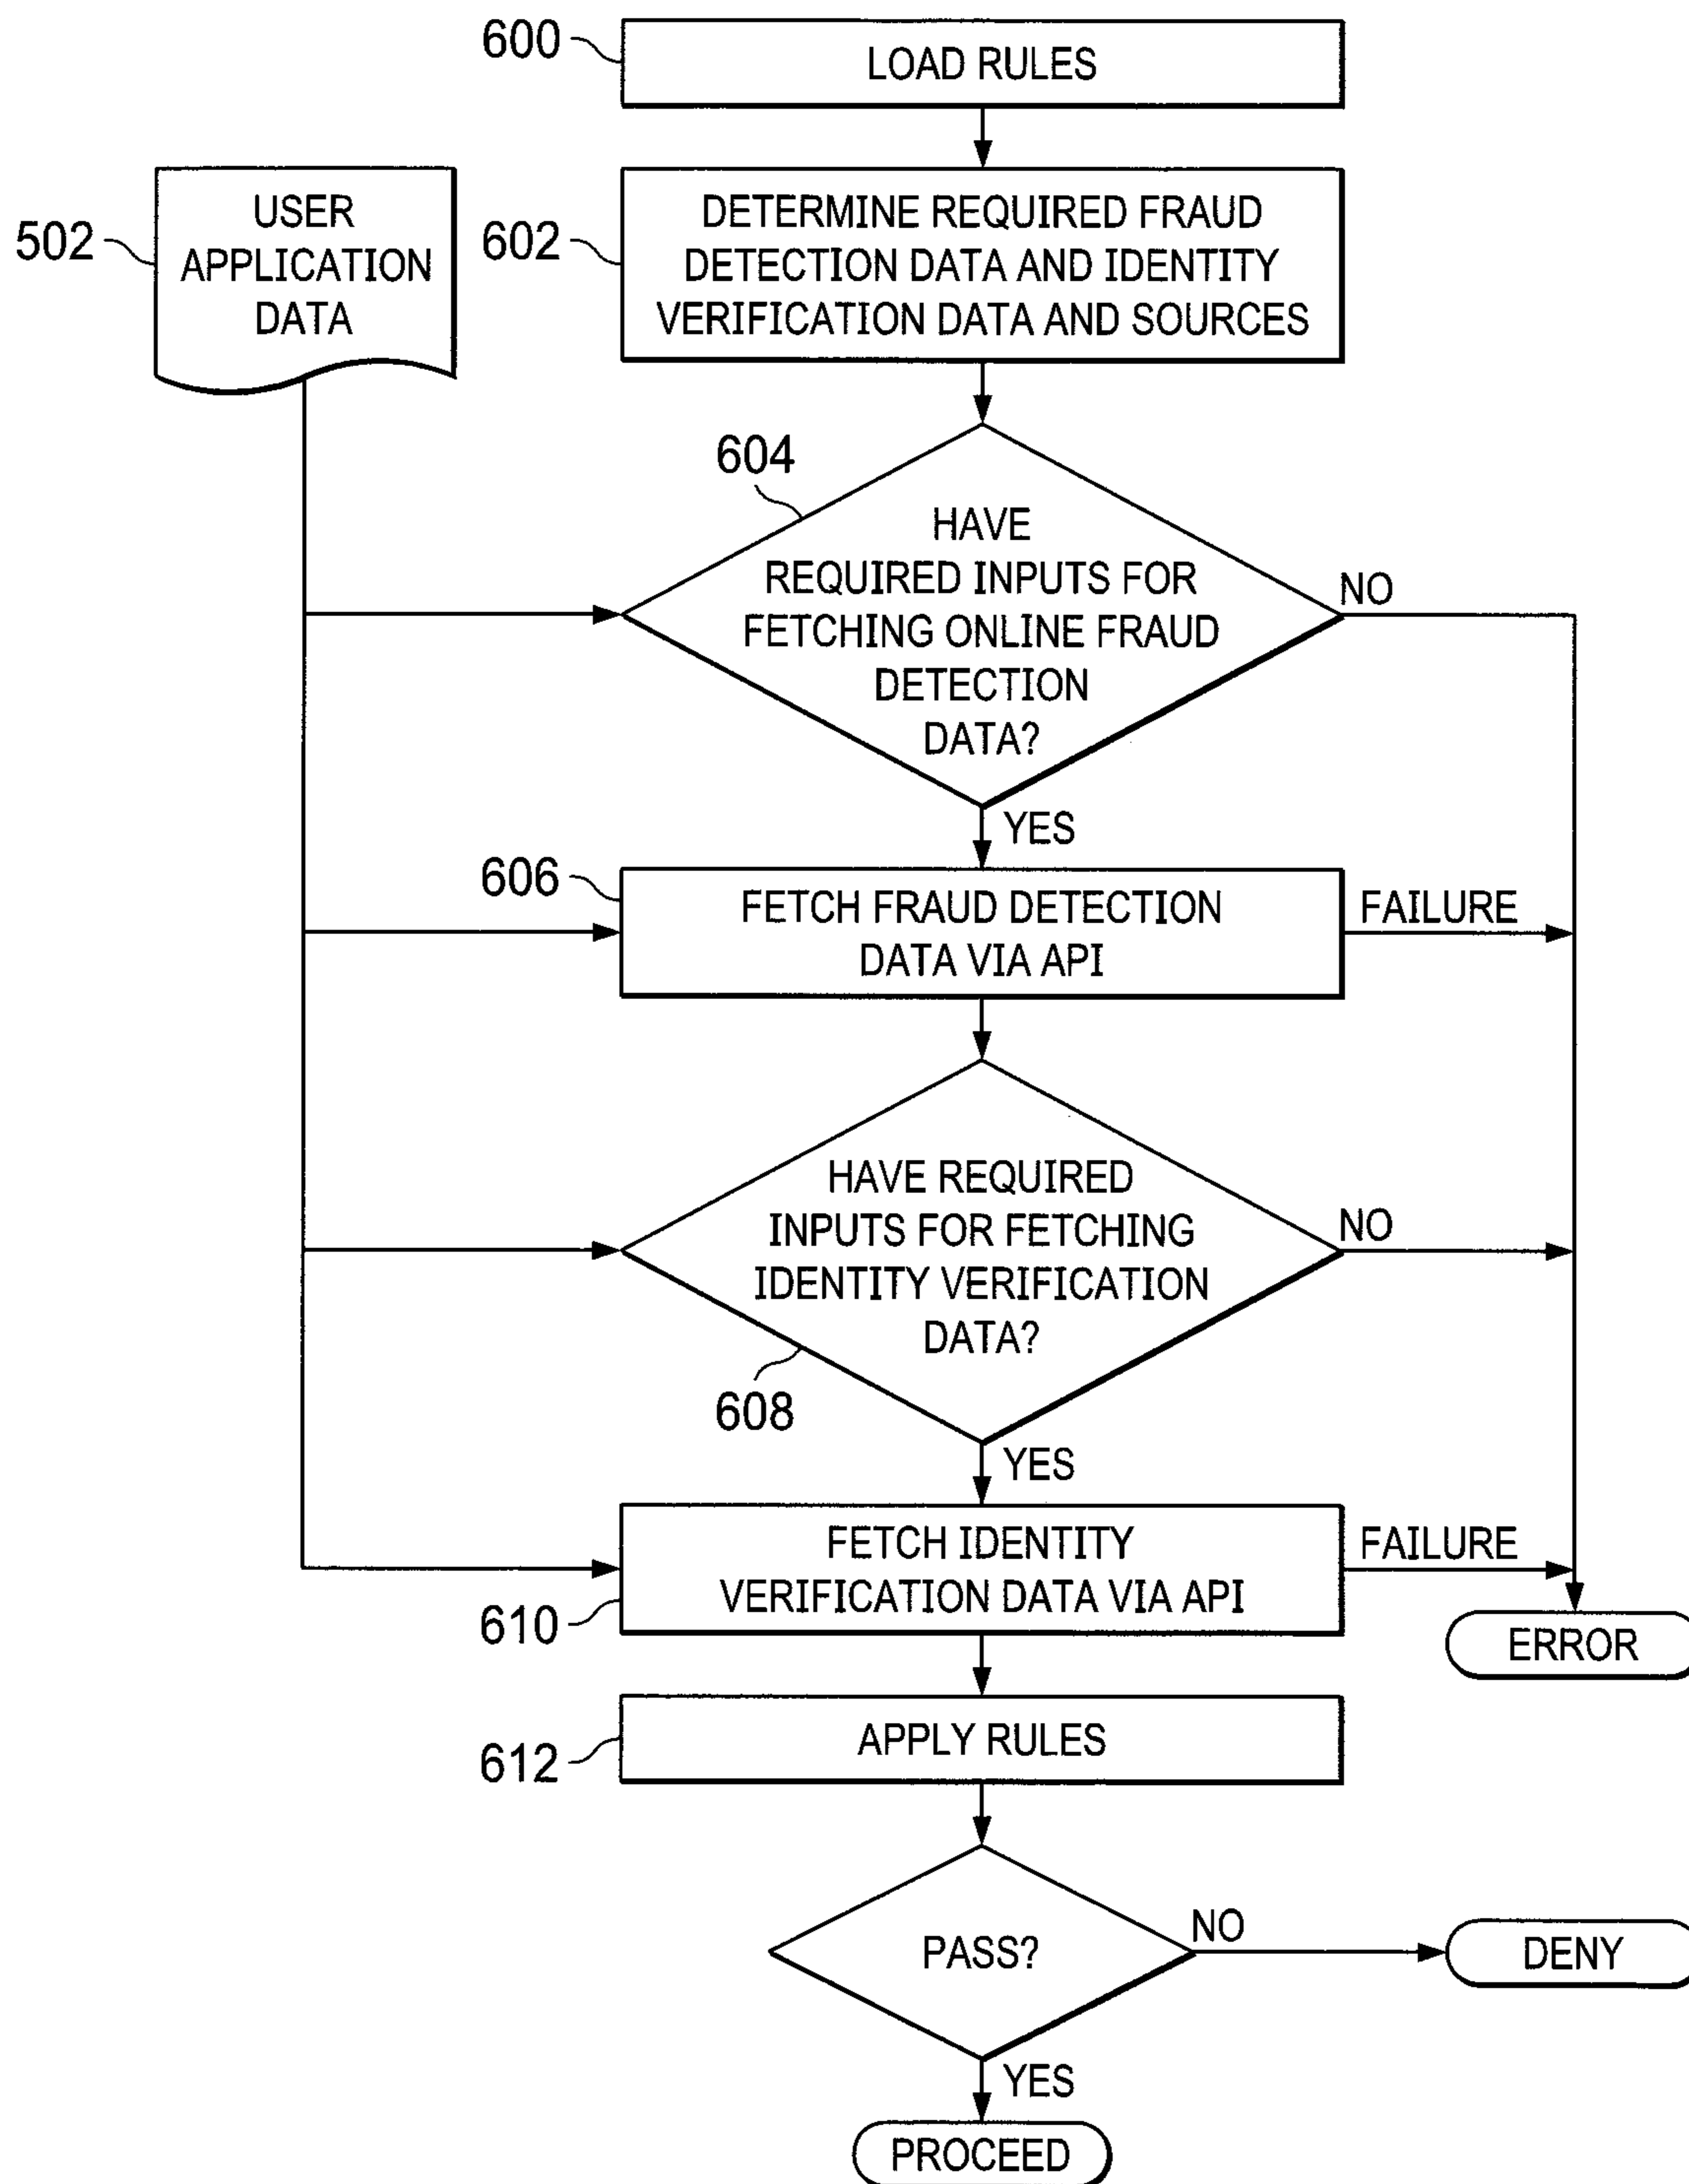 600
LOAD RULES
502
USER
APPLICATION
DATA
602
DETERMINE REQUIRED FRAUD
DETECTION DATA AND IDENTITY
VERIFICATION DATA AND SOURCES
604
HAVE
REQUIRED INPUTS FOR
FETCHING ONLINE FRAUD
DETECTION
DATA?
NO
YES
606
FETCH FRAUD DETECTION
DATA VIA API
FAILURE
HAVE REQUIRED
INPUTS FOR FETCHING
IDENTITY VERIFICATION
DATA?
NO
608
YES
FETCH IDENTITY
VERIFICATION DATA VIA API
FAILURE
610
ERROR
APPLY RULES
612
PASS?
NO
DENY
YES
PROCEED